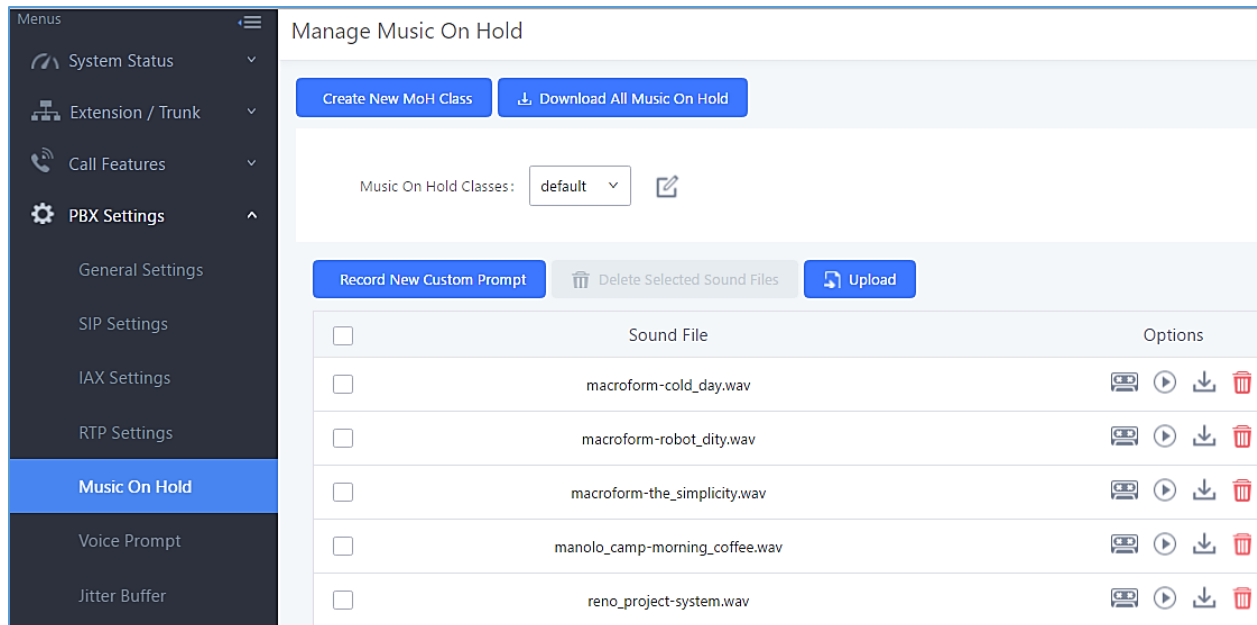 Menus
System Status
Extension / Trunk
Call Features
PBX Settings
General Settings
SIP Settings
IAX Settings
RTP Settings
Music On Hold
Voice Prompt
Jitter Buffer
Manage Music On Hold
Create New MoH Class
Download All Music On Hold
Music On Hold Classes: default
Record New Custom Prompt
Delete Selected Sound Files
Upload
Sound File Options
macroform-cold_day.wav
macroform-robot_dity.wav
macroform-the_simplicity.wav
manolo_camp-morning_coffee.wav
reno_project-system.wav